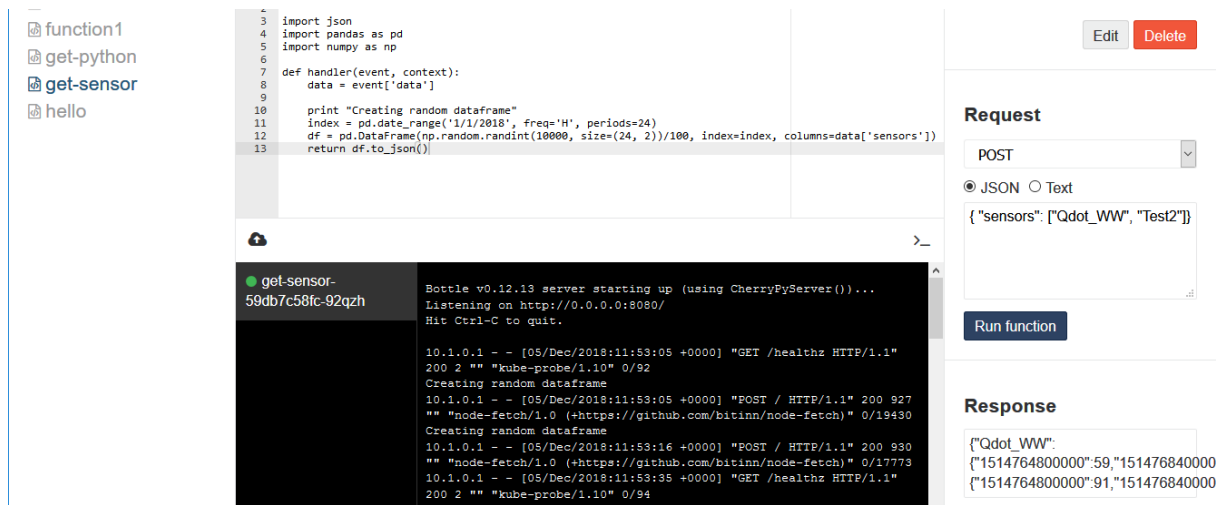 function1
get-python
get-sensor
hello
2
3 import json
4 import pandas as pd
5 import numpy as np
6
7 def handler(event, context):
8 data = event['data']
9
10 print "Creating random dataframe"
11 index = pd.date_range('1/1/2018', freq='H', periods=24)
12 df = pd.DataFrame(np.random.randint(10000, size=(24, 2))/100, index=index, columns=data['sensors'])
13 return df.to_json()
>_
get-sensor-
59db7c58fc-92qzh
Bottle v0.12.13 server starting up (using CherryPyServer())...
Listening on http://0.0.0.0:8080/
Hit Ctrl-C to quit.
10.1.0.1 - - [05/Dec/2018:11:53:05 +0000] "GET /healthz HTTP/1.1"
200 2 "" "kube-probe/1.10" 0/92
Creating random dataframe
10.1.0.1 - - [05/Dec/2018:11:53:05 +0000] "POST / HTTP/1.1" 200 927
"" "node-fetch/1.0 (+https://github.com/bitinn/node-fetch)" 0/19430
Creating random dataframe
10.1.0.1 - - [05/Dec/2018:11:53:16 +0000] "POST / HTTP/1.1" 200 930
"" "node-fetch/1.0 (+https://github.com/bitinn/node-fetch)" 0/17773
10.1.0.1 - - [05/Dec/2018:11:53:35 +0000] "GET /healthz HTTP/1.1"
200 2 "" "kube-probe/1.10" 0/94
Edit Delete
Request
POST
JSON Text
{ "sensors": ["Qdot_WW", "Test2"]}
Run function
Response
{"Qdot_WW":
{"1514764800000":59,"151476840000
{"1514764800000":91,"151476840000